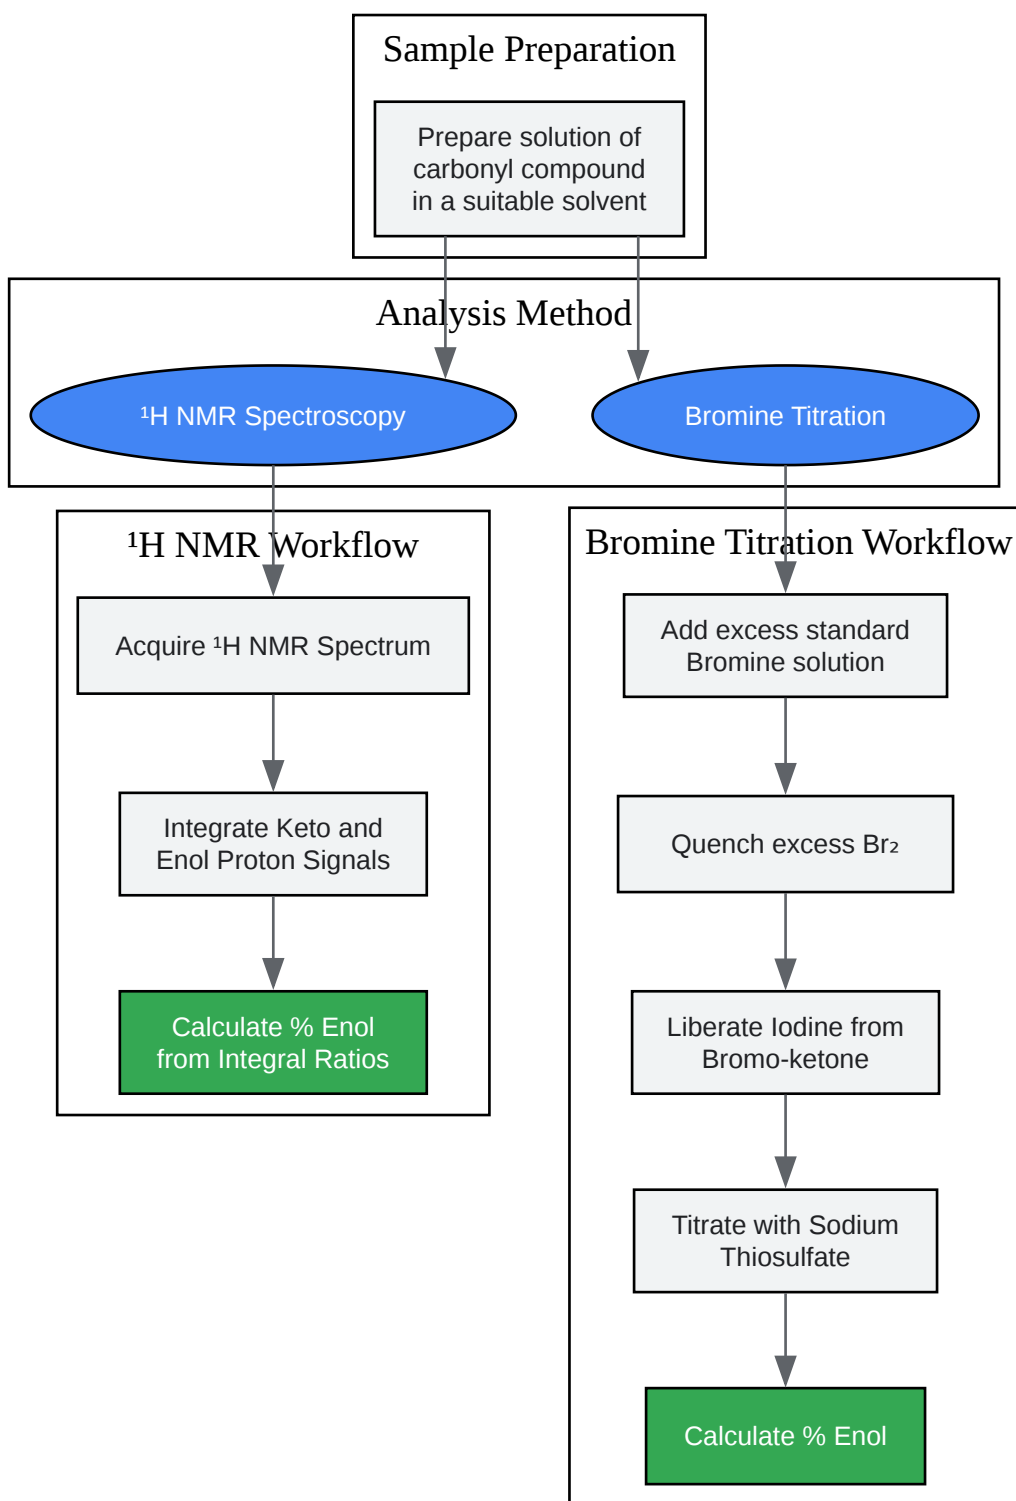 Sample Preparation
Prepare solution of
carbonyl compound
in a suitable solvent
Analysis Method
¹H NMR Spectroscopy
Bromine Titration
¹H NMR Workflow
Acquire ¹H NMR Spectrum
Integrate Keto and
Enol Proton Signals
Calculate % Enol
from Integral Ratios
Bromine Titration Workflow
Add excess standard
Bromine solution
Quench excess Br₂
Liberate Iodine from
Bromo-ketone
Titrate with Sodium
Thiosulfate
Calculate % Enol